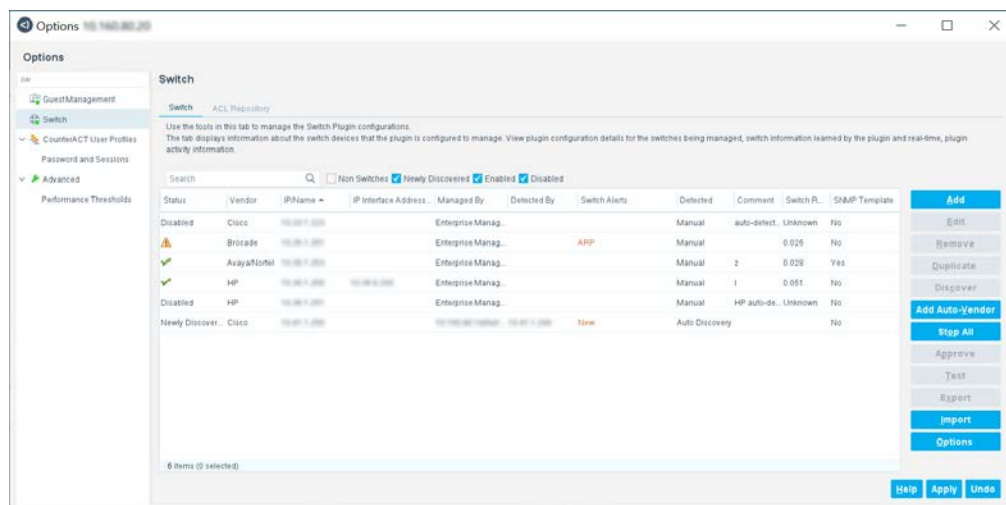 Options
Options
sw
GuestManagement
Switch
CounterACT User Profiles
Password and Sessions
Advanced
Performance Thresholds
Switch
Switch ACL Repository
Use the tools in this tab to manage the Switch Plugin configurations.
The tab displays information about the switch devices that the plugin is configured to manage. View plugin configuration details for the switches being managed, switch information learned by the plugin and real-time, plugin
activity information.
Search Non Switches Newly Discovered Enabled Disabled
Status Vendor IP/Name IP Interface Address... Managed By Detected By Switch Alerts Detected Comment Switch R... SNMP Template
Disabled Cisco Enterprise Manag... Manual auto-detect... Unknown No
Brocade Enterprise Manag... ARP Manual 0.026 No
Avaya/Nortel Enterprise Manag... Manual 2 0.028 Yes
HP Enterprise Manag... Manual 0.051 No
Disabled HP Enterprise Manag... Manual HP auto-de... Unknown No
Newly Discover... Cisco New Auto Discovery No
6 items (0 selected)
Add
Edit
Remove
Duplicate
Discover
Add Auto-Vendor
Stop All
Approve
Test
Export
Import
Options
Help Apply Undo